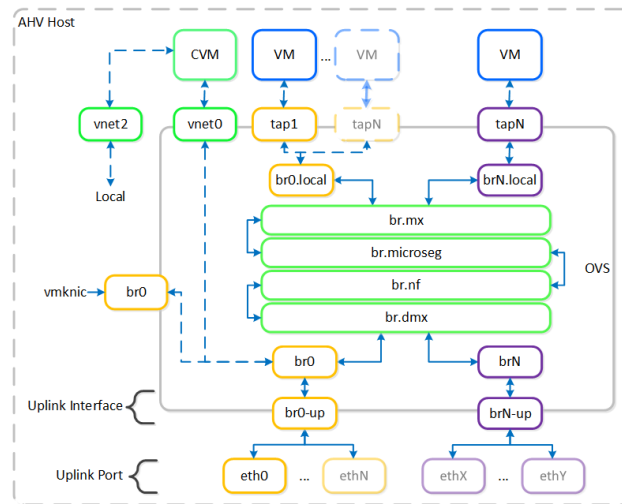 AHV Host
CVM
VM
...
VM
VM
vnet2
vnet0
tap1
tapN
tapN
Local
br0.local
brN.local
br.mx
br.microseg
OVS
br.nf
vmknic
br0
br.dmx
br0
brN
Uplink Interface
br0-up
brN-up
Uplink Port
eth0
...
ethN
ethX
...
ethY